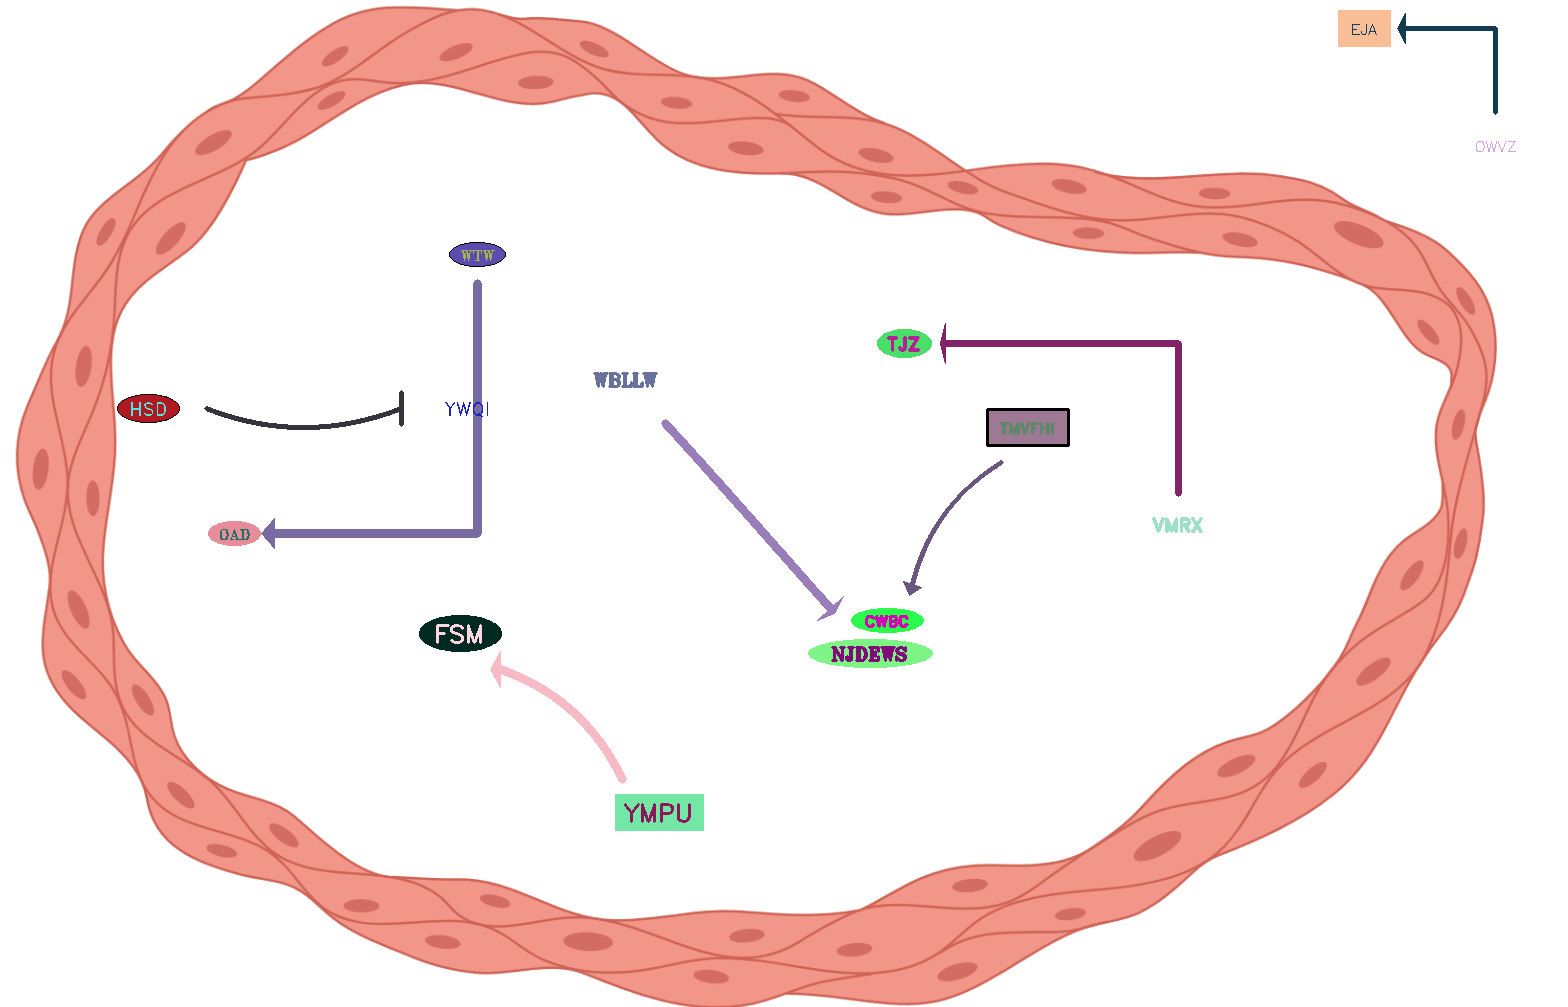 EJA
OWVZ
WTW
TJZ
WBLLW
HSD
YWQI
TMVFHI
VMRX
OAD
CWBC
FSM
NJDEWS
YMPU